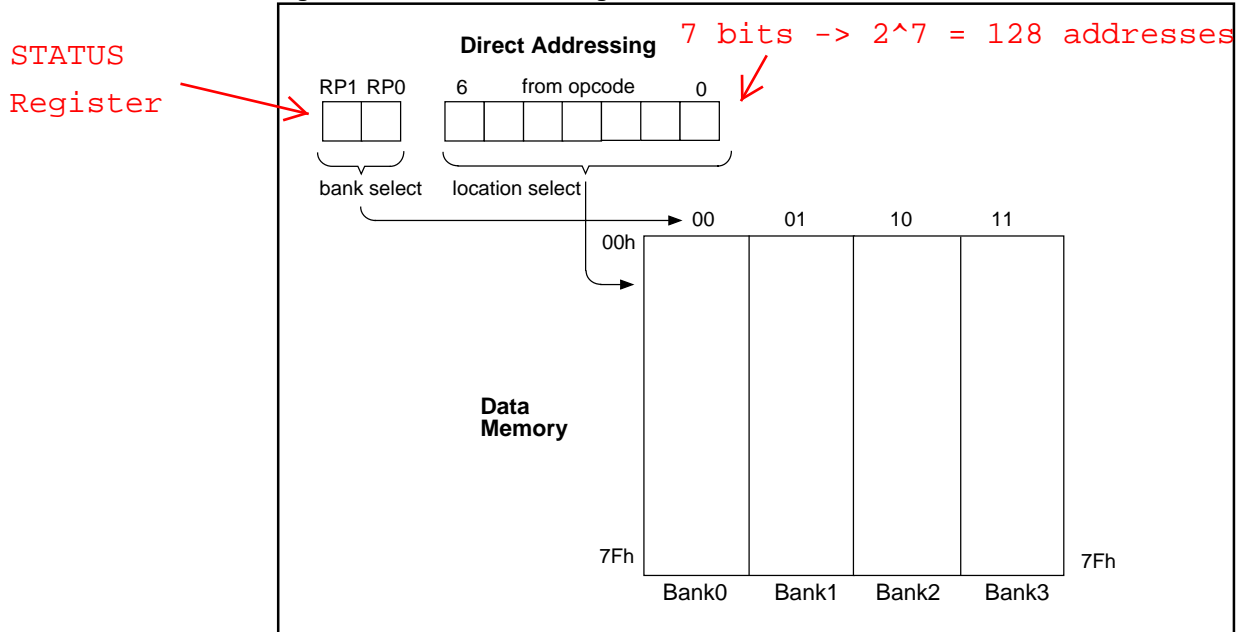 7 bits -> 2^7 = 128 addresses
Direct Addressing
STATUS
Register
RP1 RP0 6 from opcode 0
bank select location select
00 01 10 11
00h
Data
Memory
7Fh 7Fh
Bank0 Bank1 Bank2 Bank3